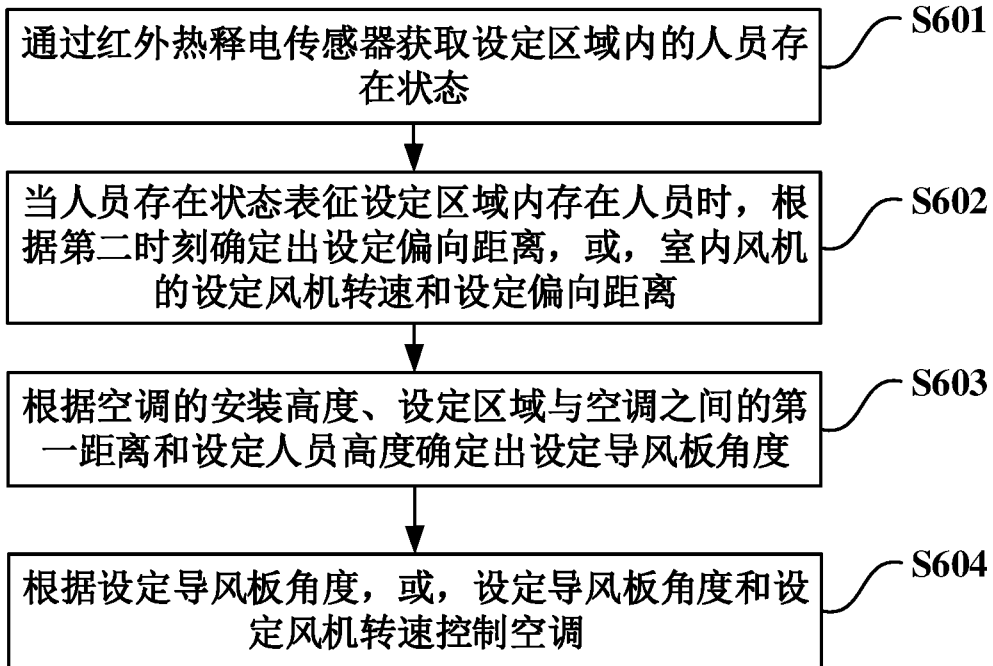 通过红外热释电传感器获取设定区域内的人员存
在状态
S601
当人员存在状态表征设定区域内存在人员时，根
据第二时刻确定出设定偏向距离，或，室内风机
的设定风机转速和设定偏向距离
S602
根据空调的安装高度、设定区域与空调之间的第
一距离和设定人员高度确定出设定导风板角度
S603
根据设定导风板角度，或，设定导风板角度和设
定风机转速控制空调
S604